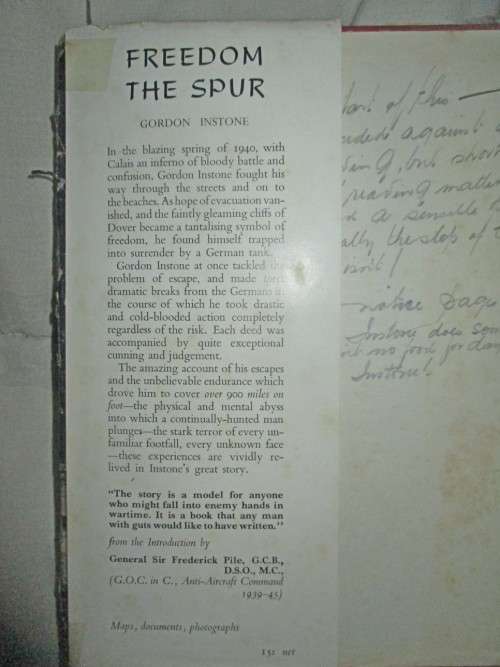 FREEDOM
THE SPUR
GORDON INSTONE
In the blazing spring of 1940, with
Calais an inferno of bloody battle and
confusion, Gordon Instone fought his
way through the streets and on to
the beaches. As hope of evacuation van-
ished, and the faintly gleaming cliffs of
Dover became a tantalising symbol of
freedom, he found himself trapped
into surrender by a German tank.
Gordon Instone at once tackled the
problem of escape, and made
dramatic breaks from the Germans in
the course of which he took drastic
and cold-blooded action completely
regardless of the risk. Each deed was
accompanied by quite exceptional
cunning and judgement.
The amazing account of his escapes
and the unbelievable endurance which
drove him to cover over 900 miles on
foot—the physical and mental abyss
into which a continually-hunted man
plunges—the stark terror of every un-
familiar footfall, every unknown face
—these experiences are vividly re-
lived in Instone's great story.
"The story is a model for anyone
who might fall into enemy hands in
wartime. It is a book that any man
with guts would like to have written."
from the Introduction by
General Sir Frederick Pile, G.C.B.,
D.S.O., M.C.,
(G.O.C. in C., Anti-Aircraft Command
1939-45)
Maps, documents, photographs
15s net
of this —
against
but
a sensible
the slob of
isn't!
Instone does
Instone!